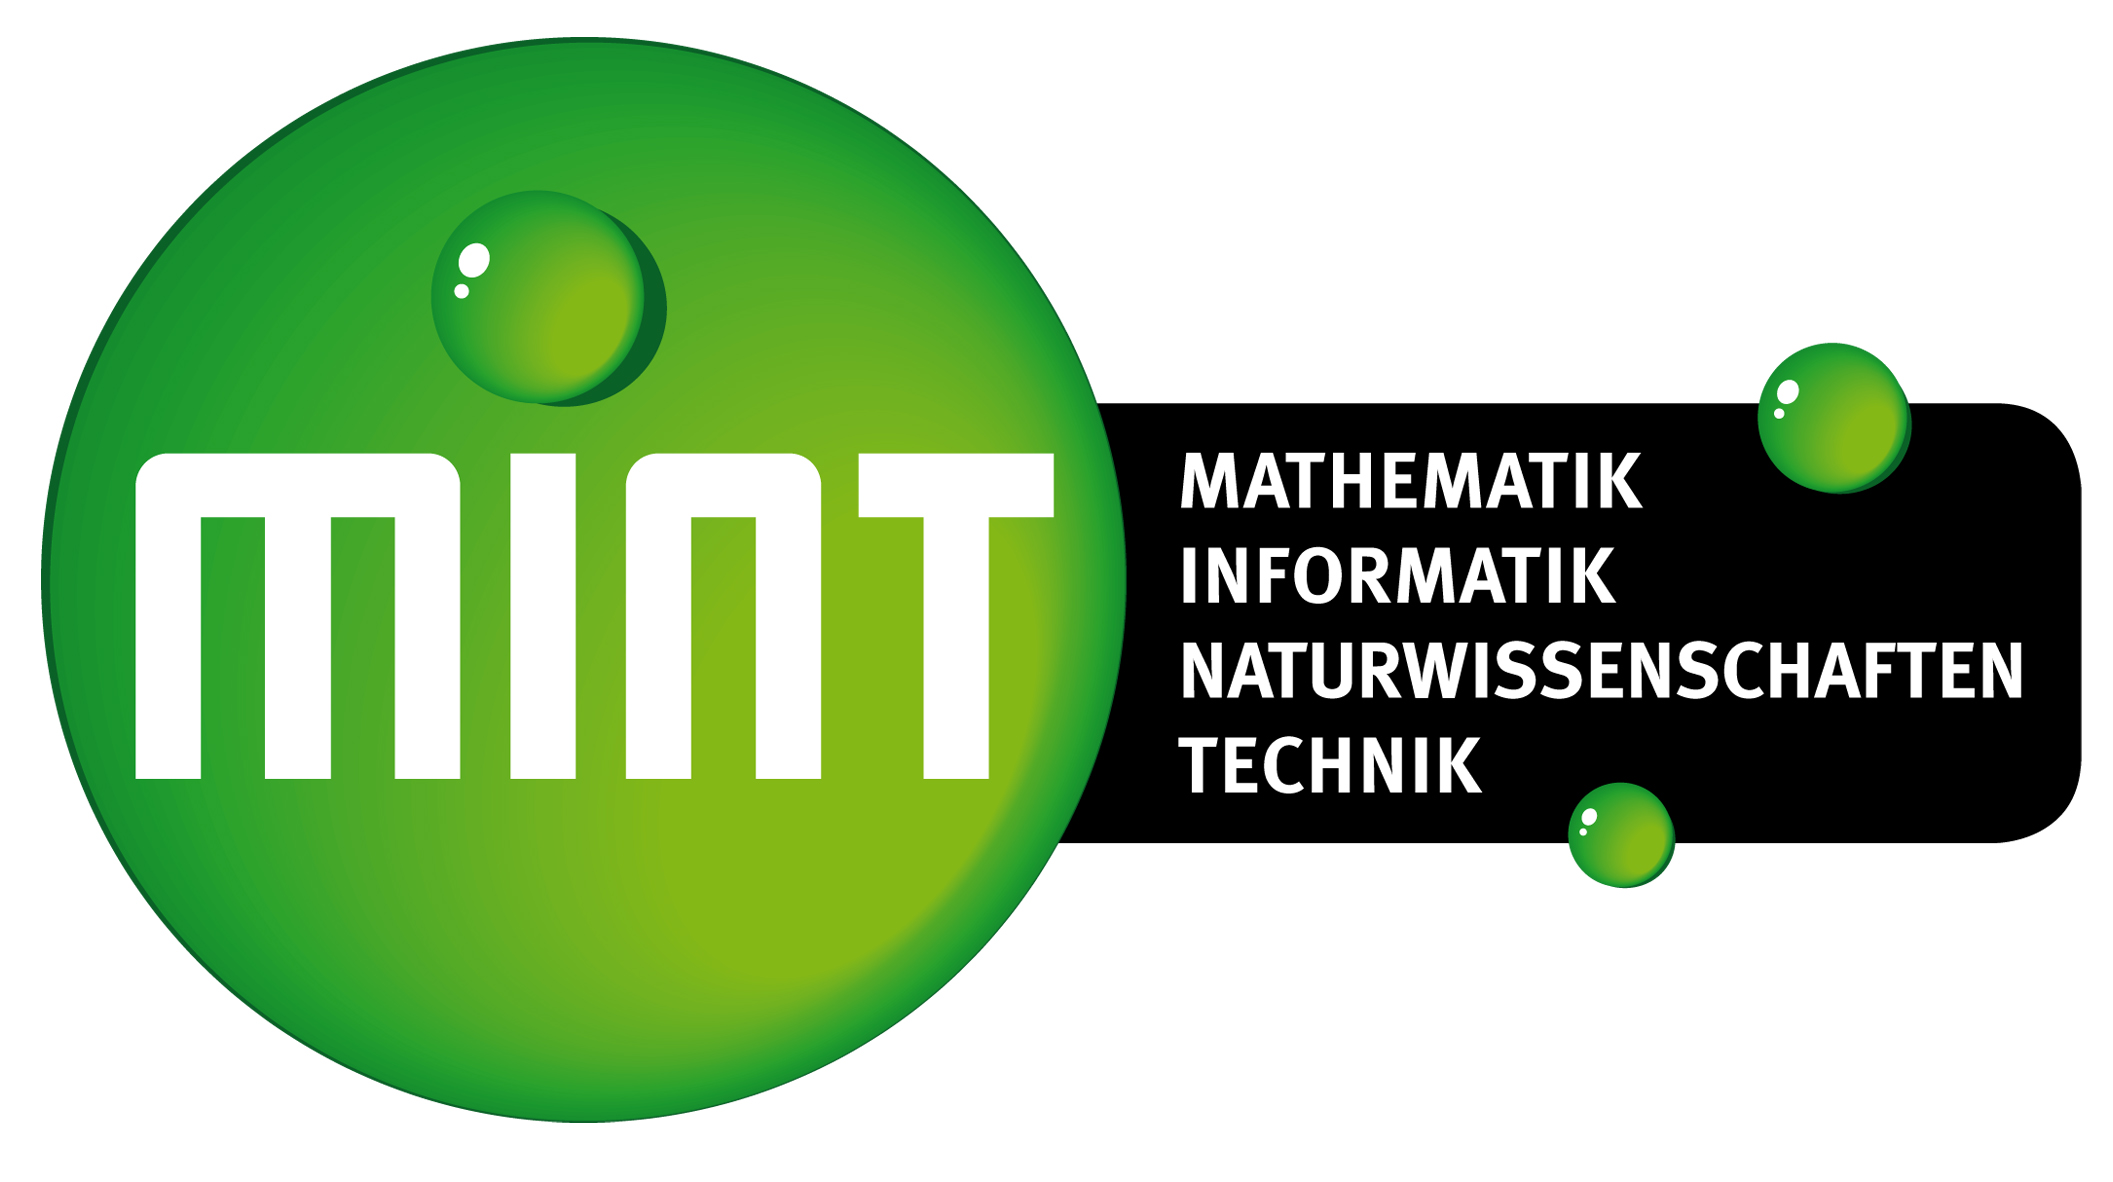 MINT
MATHEMATIK
INFORMATIK
NATURWISSENSCHAFTEN
TECHNIK